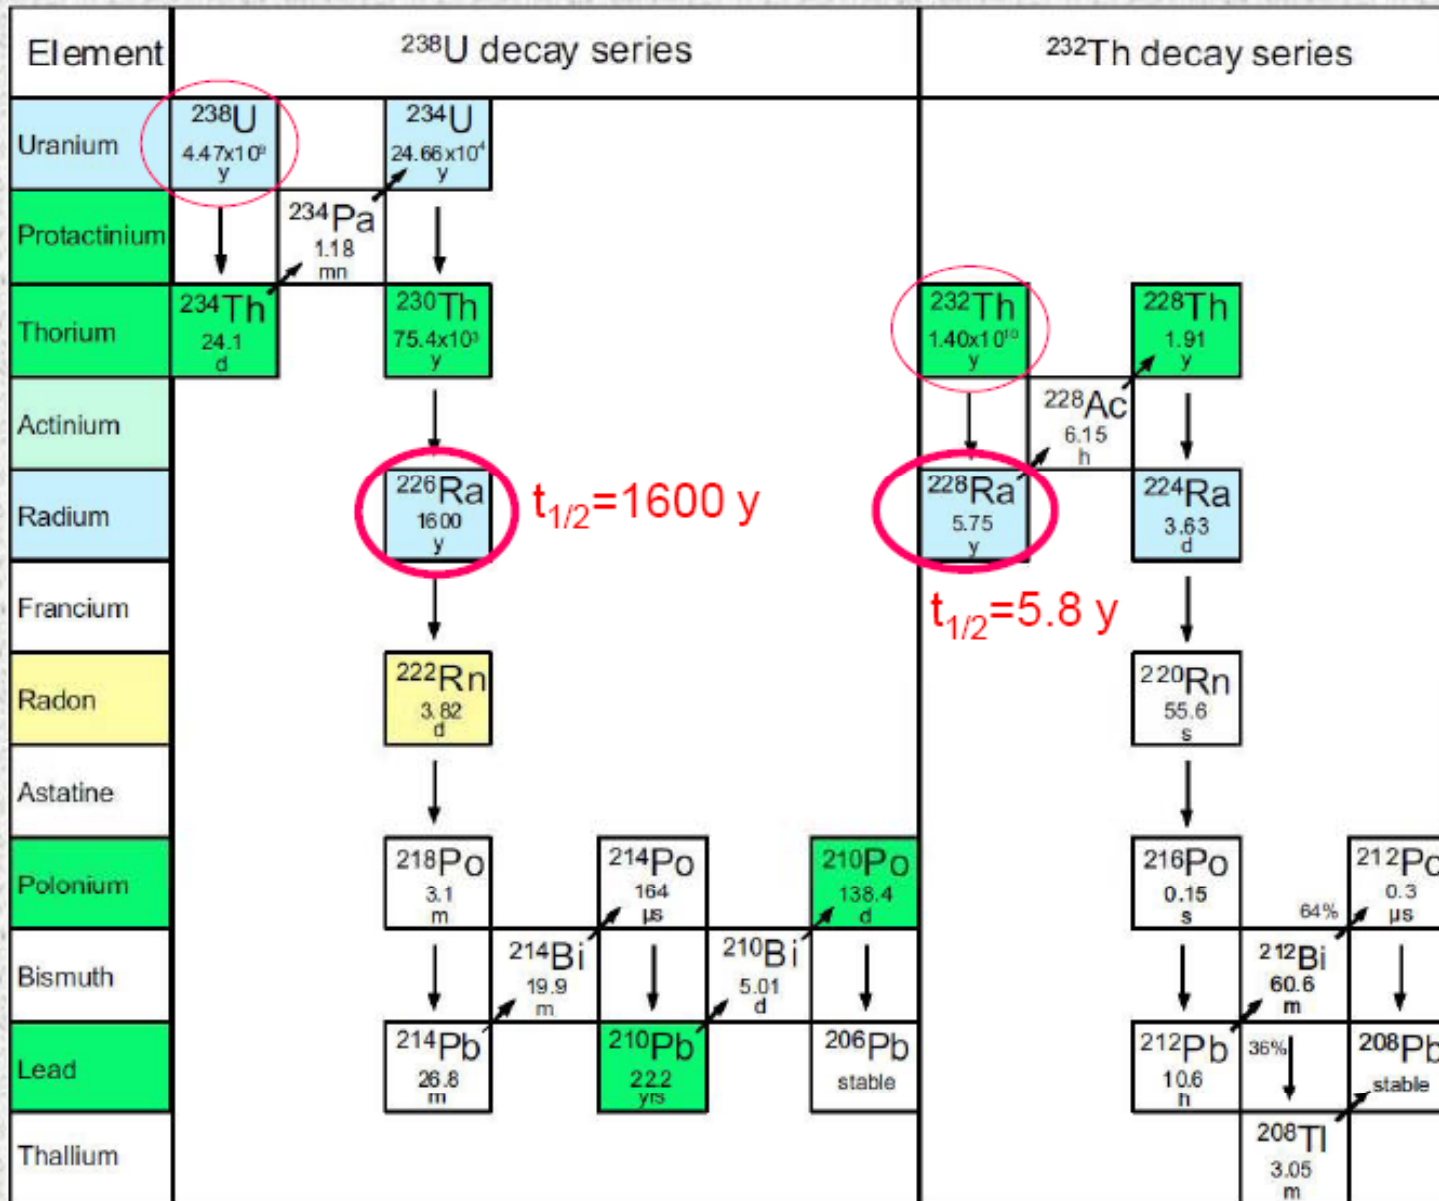 Element
²³⁸U decay series
²³²Th decay series
Uranium
²³⁸U
4.47x10⁹
y
²³⁴U
24.66x10⁴
y
Protactinium
²³⁴Pa
1.18
mn
Thorium
²³⁴Th
24.1
d
²³⁰Th
75.4x10³
y
²³²Th
1.40x10¹⁰
y
²²⁸Th
1.91
y
Actinium
²²⁸Ac
6.15
h
Radium
²²⁶Ra
1600
y
t₁/₂=1600 y
²²⁸Ra
5.75
y
²²⁴Ra
3.63
d
Francium
t₁/₂=5.8 y
Radon
²²²Rn
3.82
d
²²⁰Rn
55.6
s
Astatine
Polonium
²¹⁸Po
3.1
m
²¹⁴Po
164
µs
²¹⁰Po
138.4
d
²¹⁶Po
0.15
s
64%
²¹²Po
0.3
µs
Bismuth
²¹⁴Bi
19.9
m
²¹⁰Bi
5.01
d
²¹²Bi
60.6
m
Lead
²¹⁴Pb
26.8
m
²¹⁰Pb
22.2
yrs
²⁰⁶Pb
stable
²¹²Pb
10.6
h
36%
²⁰⁸Pb
stable
Thallium
²⁰⁸Tl
3.05
m